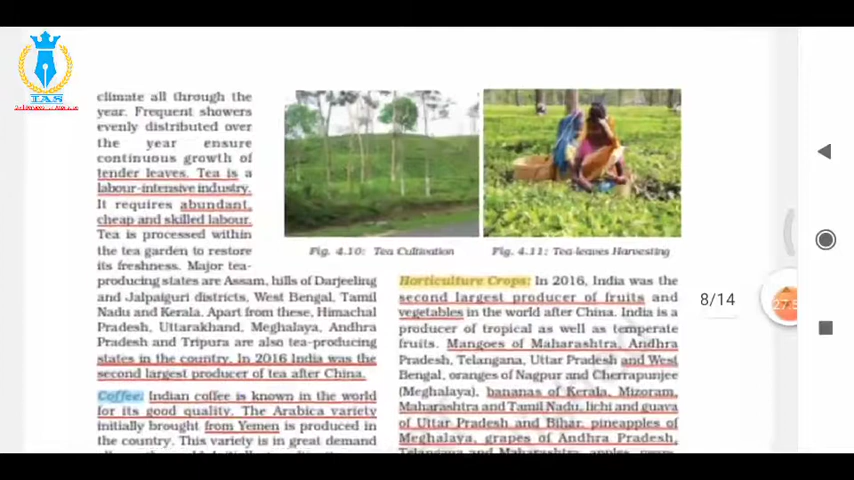 IAS
climate all through the
year. Frequent showers
evenly distributed over
the year ensure
continuous growth of
tender leaves. Tea is a
labour-intensive industry.
It requires abundant,
cheap and skilled labour.
Tea is processed within
the tea garden to restore
its freshness. Major tea-
producing states are Assam, hills of Darjeeling
and Jalpaiguri districts, West Bengal, Tamil
Nadu and Kerala. Apart from these, Himachal
Pradesh, Uttarakhand, Meghalaya, Andhra
Pradesh and Tripura are also tea-producing
states in the country. In 2016 India was the
second largest producer of tea after China.
Coffee: Indian coffee is known in the world
for its good quality. The Arabica variety
initially brought from Yemen is produced in
the country. This variety is in great demand
Fig. 4.10: Tea Cultivation
Fig. 4.11: Tea-leaves Harvesting
Horticulture Crops: In 2016, India was the
second largest producer of fruits and
vegetables in the world after China. India is a
producer of tropical as well as temperate
fruits. Mangoes of Maharashtra, Andhra
Pradesh, Telangana, Uttar Pradesh and West
Bengal, oranges of Nagpur and Cherrapunjee
(Meghalaya), bananas of Kerala, Mizoram,
Maharashtra and Tamil Nadu, lichi and guava
of Uttar Pradesh and Bihar, pineapples of
Meghalaya, grapes of Andhra Pradesh,
Telangana and Maharashtra, apples,
8/14